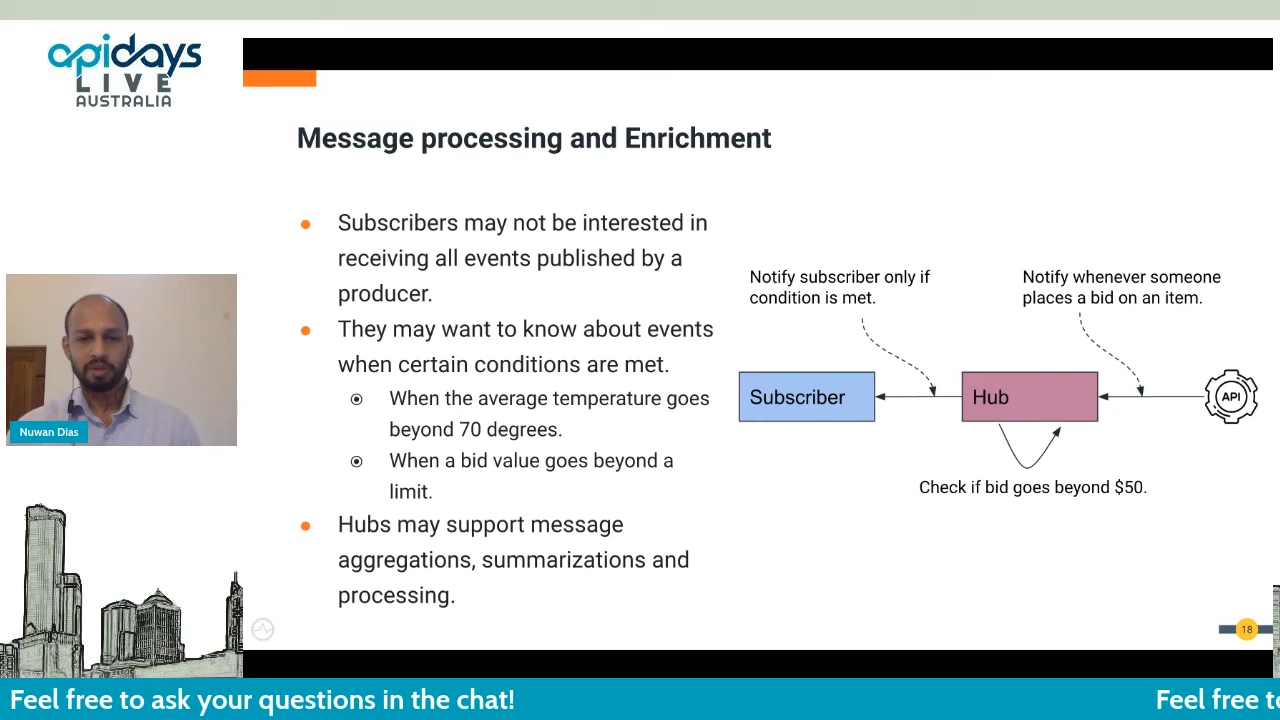 apidays
LIVE
AUSTRALIA
Message processing and Enrichment
Subscribers may not be interested in
receiving all events published by a
producer.
They may want to know about events
when certain conditions are met.
When the average temperature goes
beyond 70 degrees.
When a bid value goes beyond a
limit.
Hubs may support message
aggregations, summarizations and
processing.
Notify subscriber only if
condition is met.
Notify whenever someone
places a bid on an item.
Subscriber
Hub
API
Check if bid goes beyond $50.
Nuwan Dias
18
Feel free to ask your questions in the chat!
Feel free to